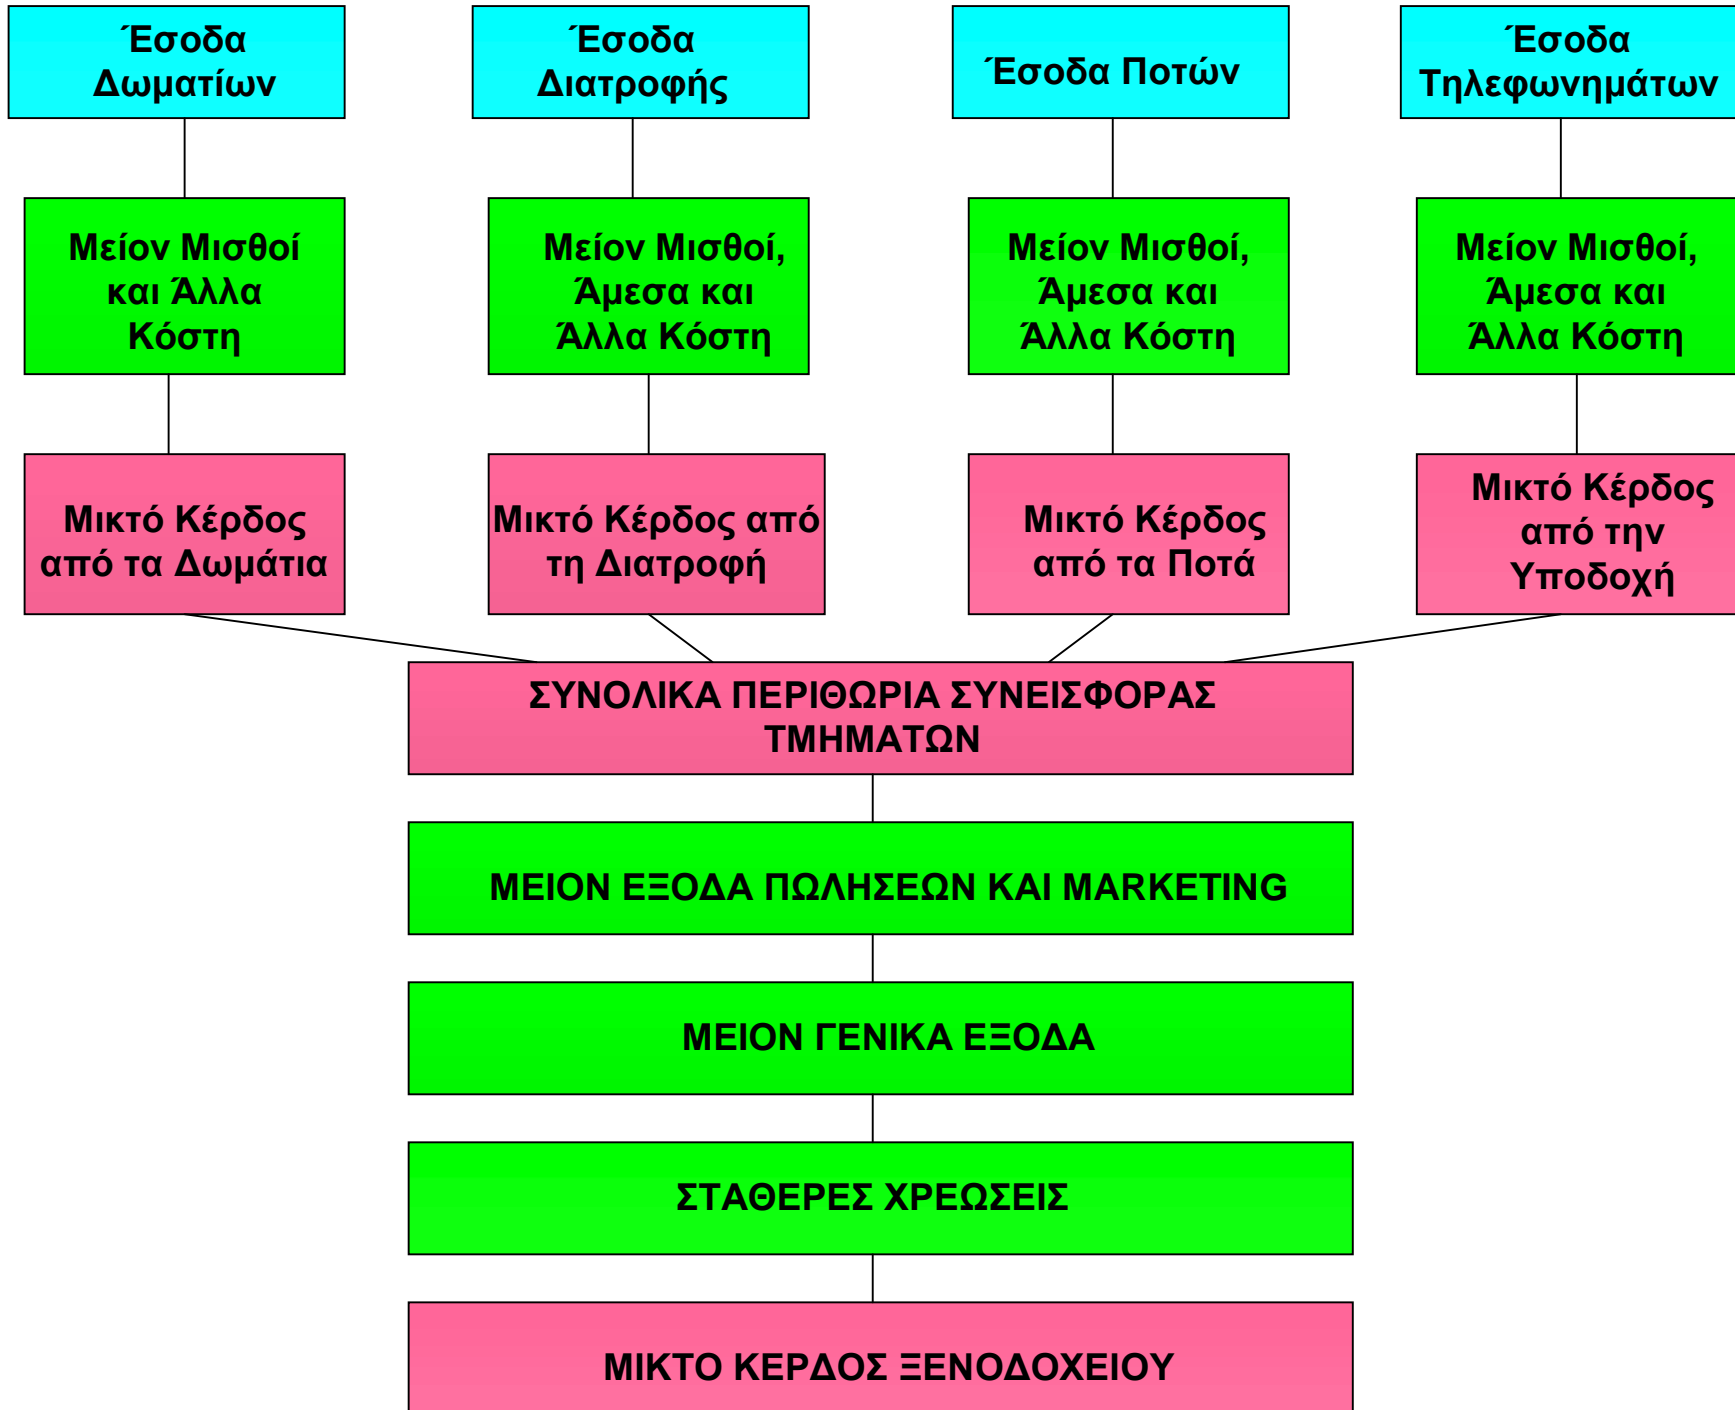 Έσοδα
Δωματίων
Έσοδα
Διατροφής
Έσοδα Ποτών
Έσοδα
Τηλεφωνημάτων
Μείον Μισθοί
και Άλλα
Κόστη
Μείον Μισθοί,
Άμεσα και
Άλλα Κόστη
Μείον Μισθοί,
Άμεσα και
Άλλα Κόστη
Μείον Μισθοί,
Άμεσα και
Άλλα Κόστη
Μικτό Κέρδος
από τα Δωμάτια
Μικτό Κέρδος από
τη Διατροφή
Μικτό Κέρδος
από τα Ποτά
Μικτό Κέρδος
από την
Υποδοχή
ΣΥΝΟΛΙΚΑ ΠΕΡΙΘΩΡΙΑ ΣΥΝΕΙΣΦΟΡΑΣ
ΤΜΗΜΑΤΩΝ
ΜΕΙΟΝ ΕΞΟΔΑ ΠΩΛΗΣΕΩΝ ΚΑΙ MARKETING
ΜΕΙΟΝ ΓΕΝΙΚΑ ΕΞΟΔΑ
ΣΤΑΘΕΡΕΣ ΧΡΕΩΣΕΙΣ
ΜΙΚΤΟ ΚΕΡΔΟΣ ΞΕΝΟΔΟΧΕΙΟΥ